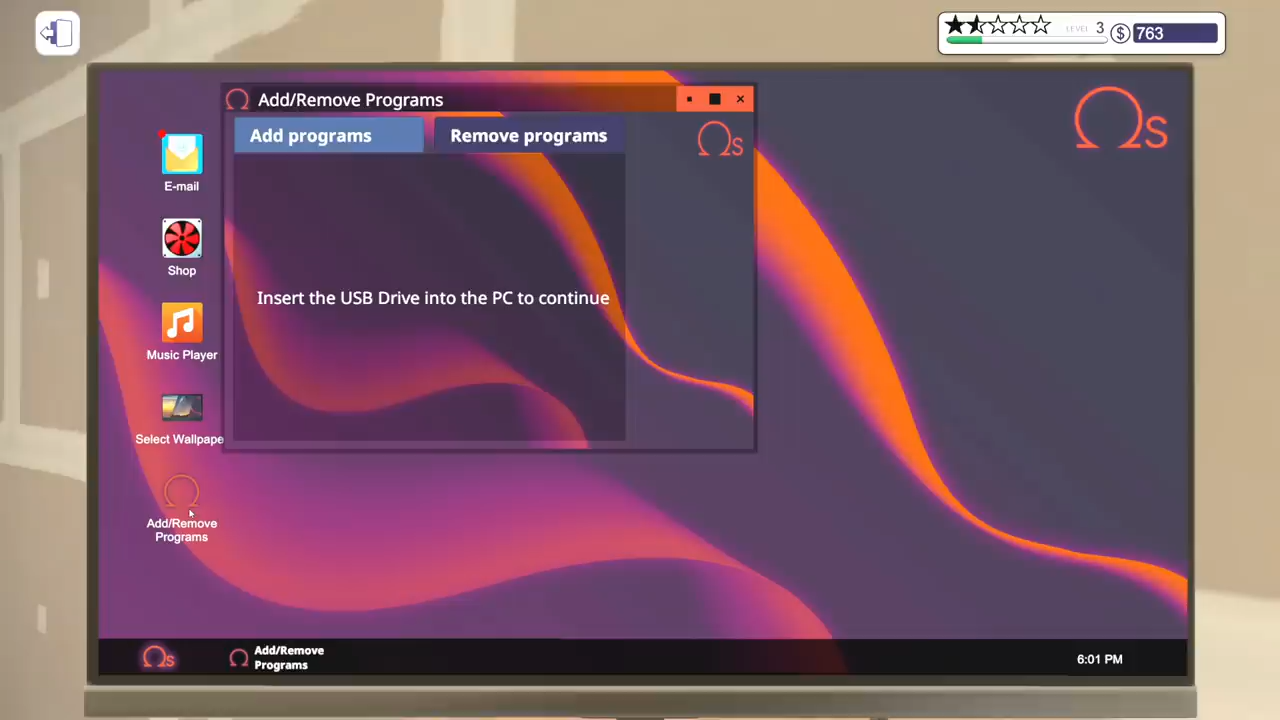 LEVEL 3
$ 763
Add/Remove Programs
Add programs
Remove programs
Ωs
Ωs
E-mail
Shop
Insert the USB Drive into the PC to continue
Music Player
Select Wallpape
Add/Remove
Programs
Ωs
Add/Remove
Programs
6:01 PM